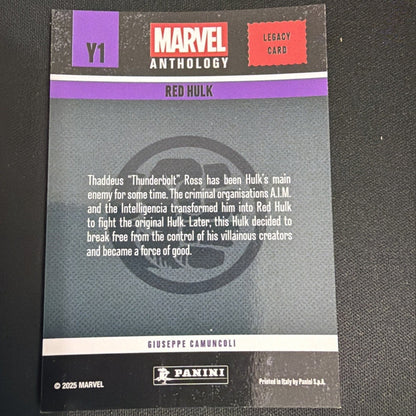 Y1
MARVEL
ANTHOLOGY
LEGACY
CARD
RED HULK
Thaddeus "Thunderbolt" Ross has been Hulk's main
enemy for some time. The criminal organisations A.I.M.
and the Intelligencia transformed him into Red Hulk
to fight the original Hulk. Later, this Hulk decided to
break free from the control of his villainous creators
and became a force of good.
GIUSEPPE CAMUNCOLI
© 2025 MARVEL
PANINI
Printed in Italy by Panini S.p.A.